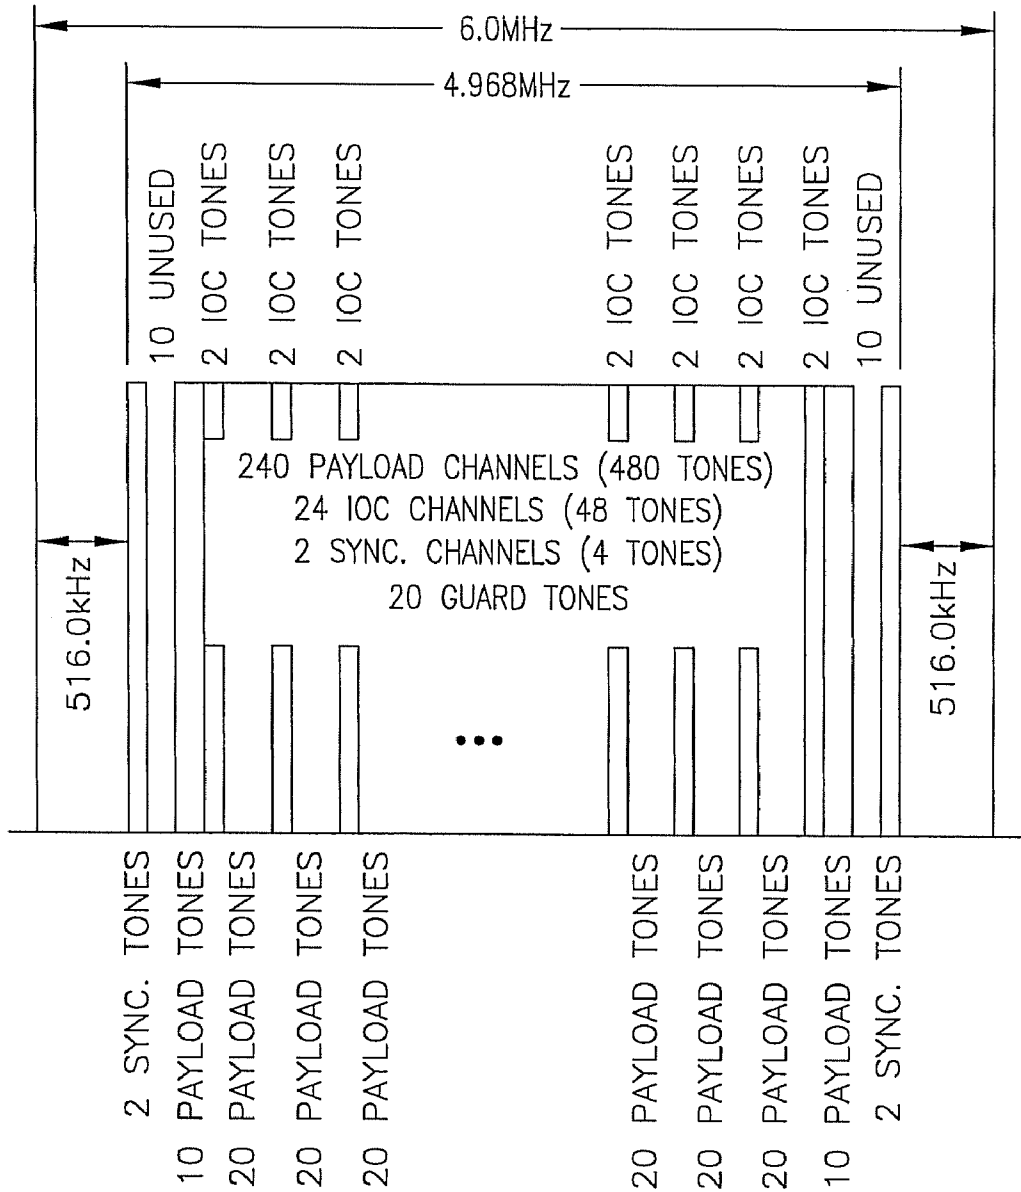 6.0MHz
4.968MHz
10 UNUSED
2 IOC TONES
2 IOC TONES
2 IOC TONES
2 IOC TONES
2 IOC TONES
2 IOC TONES
2 IOC TONES
10 UNUSED
240 PAYLOAD CHANNELS (480 TONES)
24 IOC CHANNELS (48 TONES)
2 SYNC. CHANNELS (4 TONES)
20 GUARD TONES
516.0kHz
516.0kHz
2 SYNC. TONES
10 PAYLOAD TONES
20 PAYLOAD TONES
20 PAYLOAD TONES
20 PAYLOAD TONES
20 PAYLOAD TONES
20 PAYLOAD TONES
20 PAYLOAD TONES
10 PAYLOAD TONES
2 SYNC. TONES